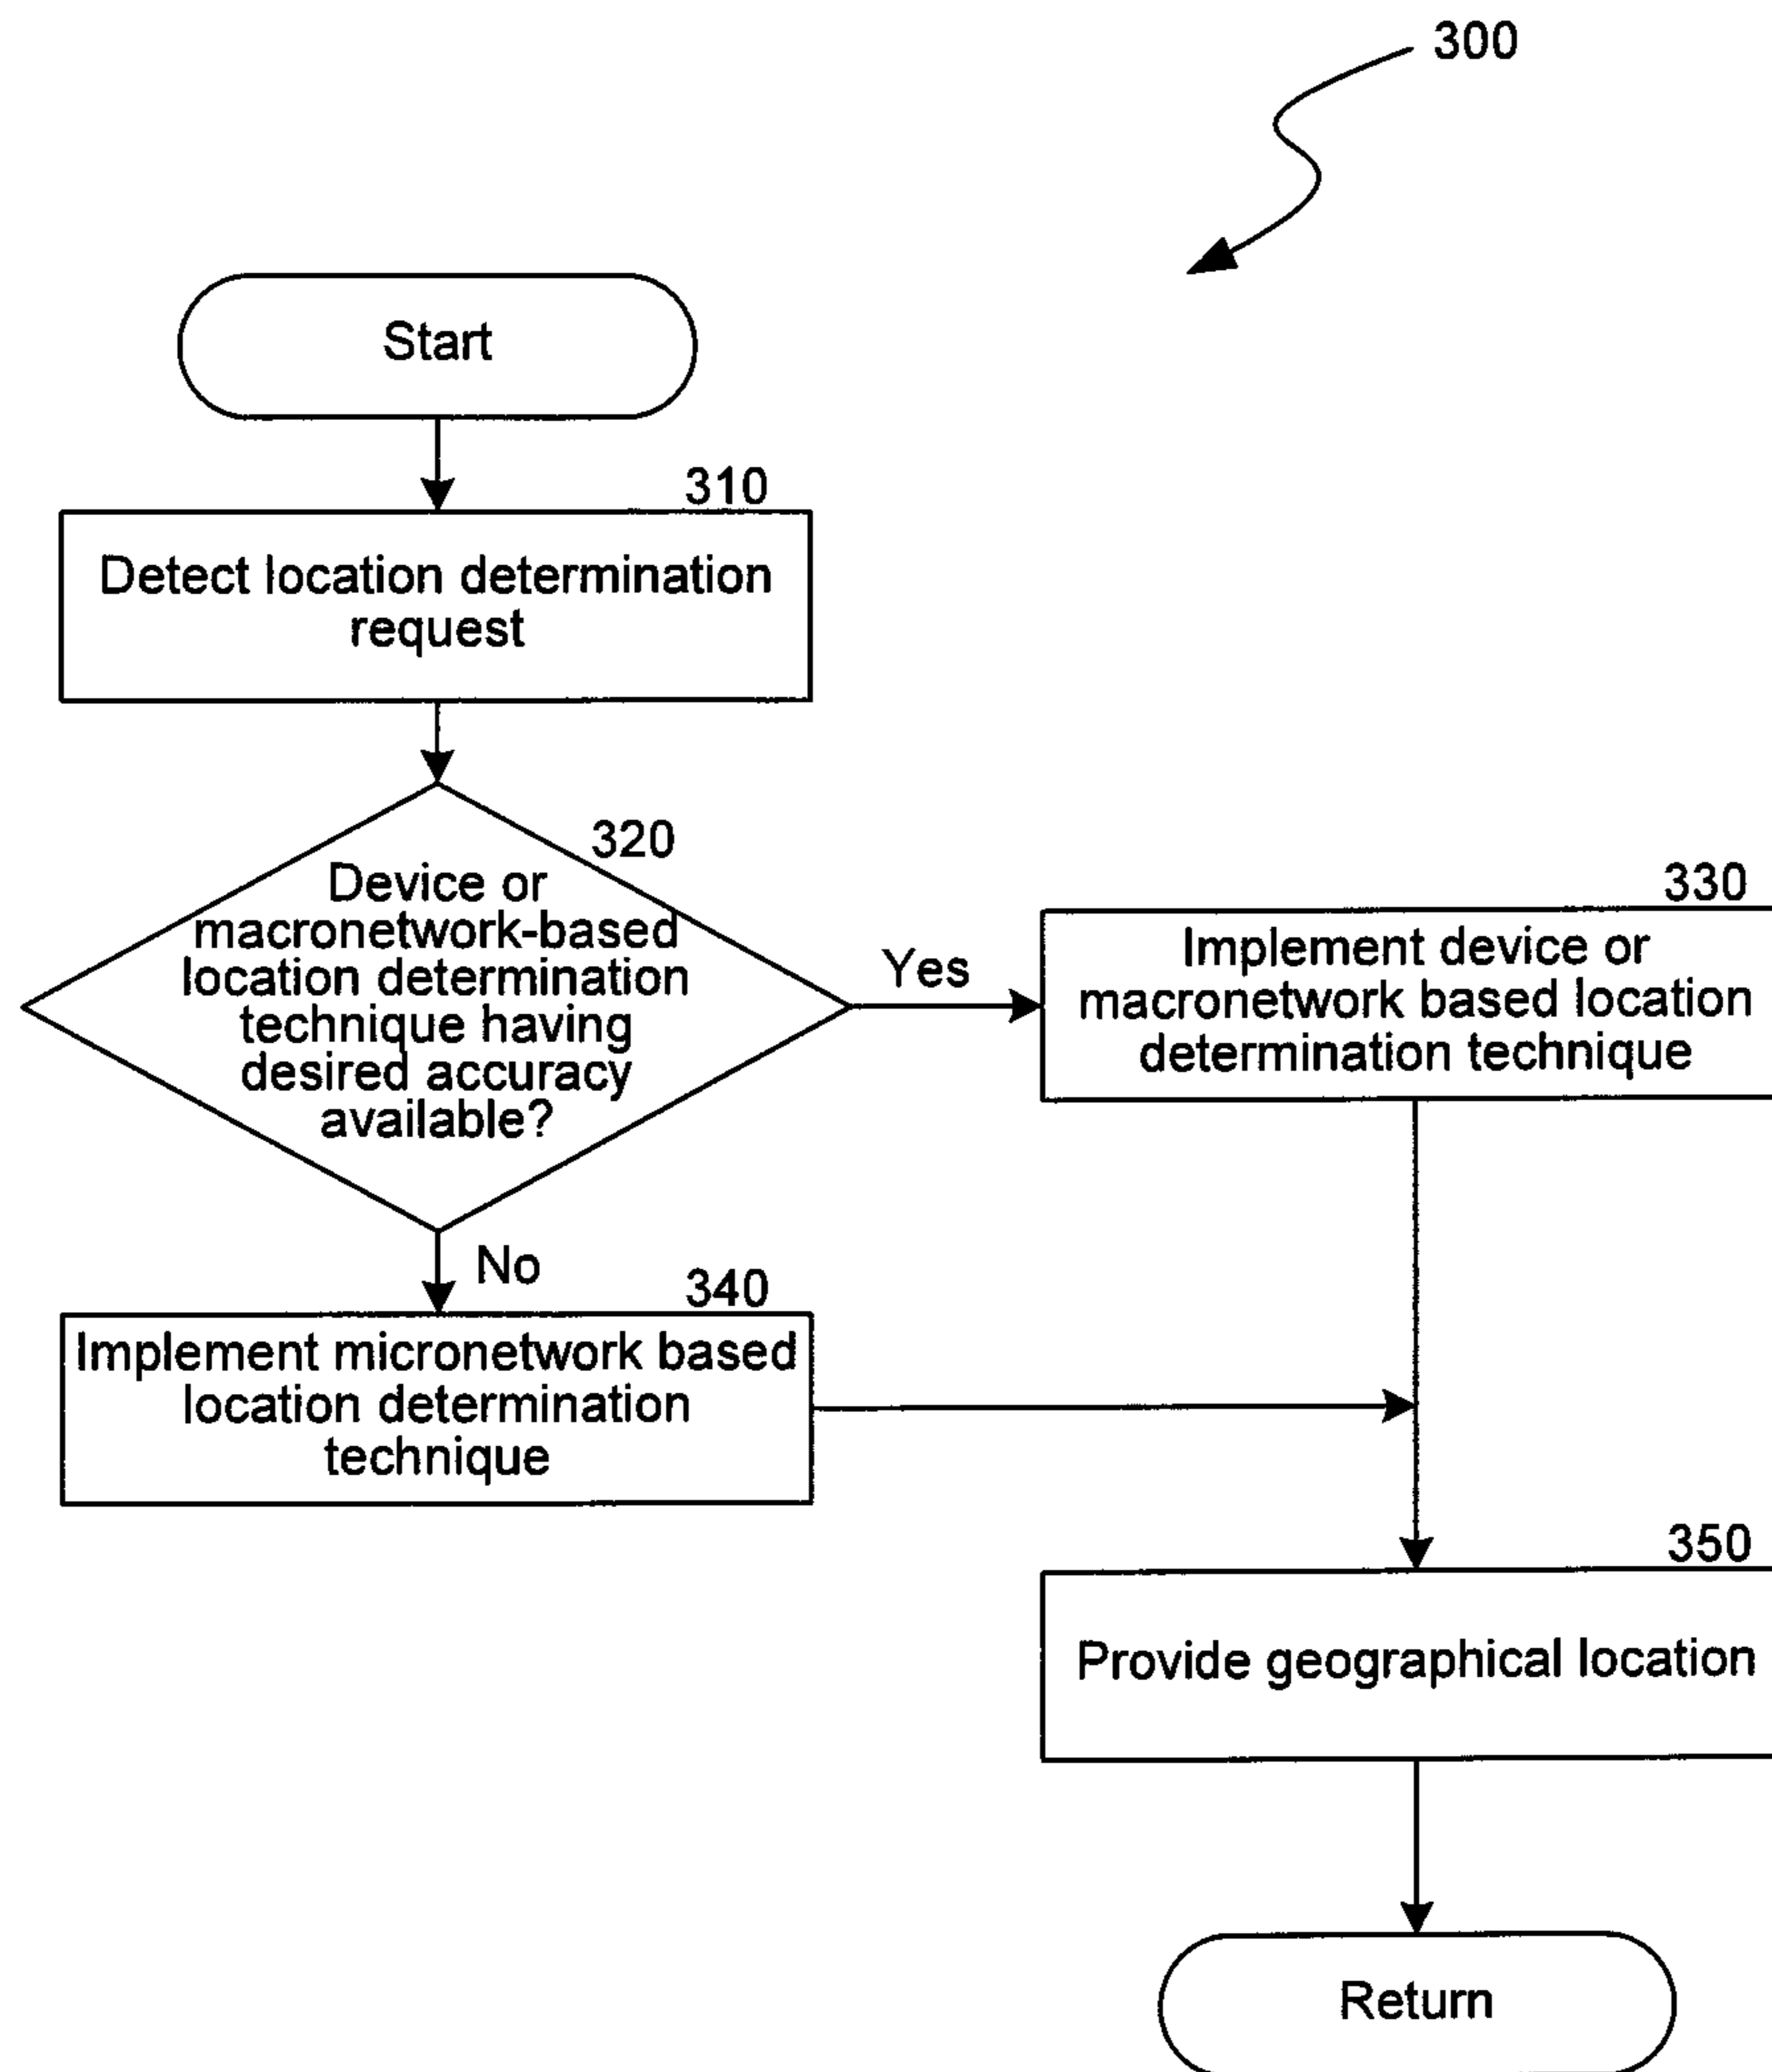 300
Start
310
Detect location determination
request
320
Device or
macronetwork-based
location determination
technique having
desired accuracy
available?
Yes
330
Implement device or
macronetwork based location
determination technique
No
340
Implement micronetwork based
location determination
technique
350
Provide geographical location
Return